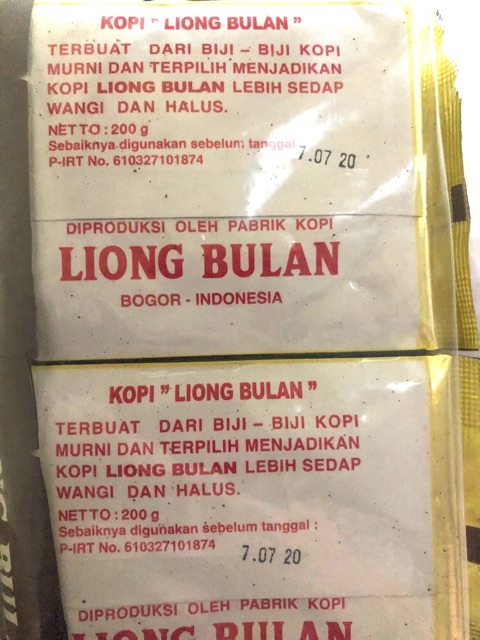 KOPI " LIONG BULAN "
TERBUAT DARI BIJI – BIJI KOPI
MURNI DAN TERPILIH MENJADIKAN
KOPI LIONG BULAN LEBIH SEDAP
WANGI DAN HALUS.
NETTO : 200 g
Sebaiknya digunakan sebelum tanggal
7.07 20
P-IRT No. 610327101874
DIPRODUKSI OLEH PABRIK KOPI
LIONG BULAN
BOGOR - INDONESIA
KOPI " LIONG BULAN "
TERBUAT DARI BIJI – BIJI KOPI
MURNI DAN TERPILIH MENJADIKAN
KOPI LIONG BULAN LEBIH SEDAP
WANGI DAN HALUS.
NETTO : 200 g
Sebaiknya digunakan sebelum tanggal :
P-IRT No. 610327101874
7.07 20
DIPRODUKSI OLEH PABRIK KOPI
LIONG BULAN